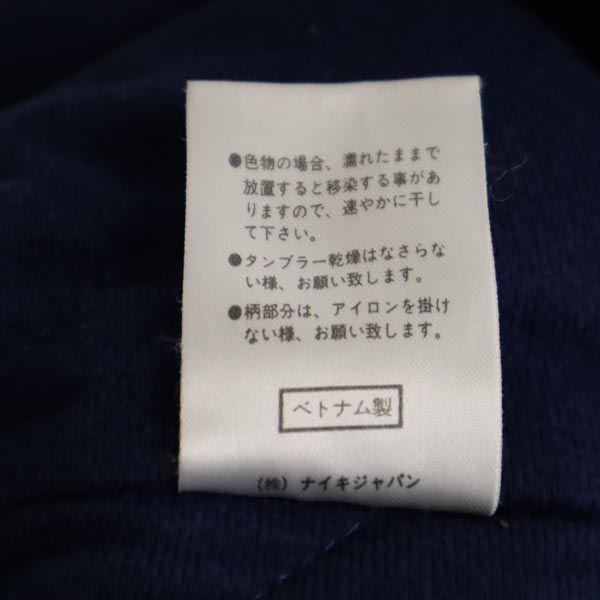 ●色物の場合、濡れたままで
放置すると移染する事があ
りますので、速やかに干し
て下さい。
●タンブラー乾燥はなさらな
い様、お願い致します。
●柄部分は、アイロンを掛け
ない様、お願い致します。
ベトナム製
(株) ナイキジャパン